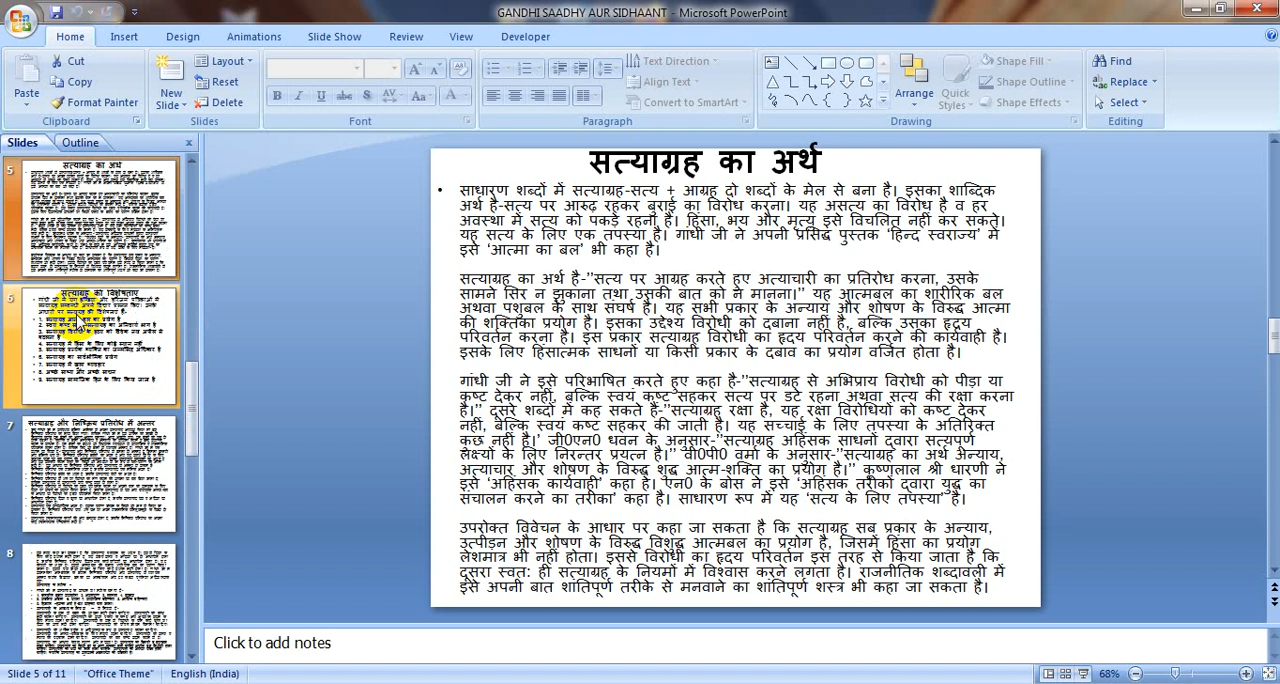 GANDHI SAADHY AUR SIDHAANT - Microsoft PowerPoint
Home Insert Design Animations Slide Show Review View Developer
Paste Cut Copy Format Painter
New Slide Layout Reset Delete
Text Direction Align Text Convert to SmartArt
Arrange Quick Styles Shape Fill Shape Outline Shape Effects
Find Replace Select
Clipboard Slides Font Paragraph Drawing Editing
Slides Outline
5
सत्याग्रह का अर्थ
6
सत्याग्रह की विशेषताएं
7
सत्याग्रह और निष्क्रिय प्रतिरोध में अन्तर
8
सत्याग्रह का अर्थ
• साधारण शब्दों में सत्याग्रह-सत्य + आग्रह दो शब्दों के मेल से बना है। इसका शाब्दिक
अर्थ है-सत्य पर आरुढ़ रहकर बुराई का विरोध करना। यह असत्य का विरोध है व हर
अवस्था में सत्य को पकड़े रहना है। हिंसा, भय और मृत्यु इसे विचलित नहीं कर सकते।
यह सत्य के लिए एक तपस्या है। गांधी जी ने अपनी प्रसिद्ध पुस्तक ‘हिन्द स्वराज्य’ में
इसे ‘आत्मा का बल’ भी कहा है।
सत्याग्रह का अर्थ है-’’सत्य पर आग्रह करते हुए अत्याचारी का प्रतिरोध करना, उसके
सामने सिर न झुकाना तथा उसकी बात को न मानना।’’ यह आत्मबल का शारीरिक बल
अथवा पशुबल के साथ संघर्ष है। यह सभी प्रकार के अन्याय और शोषण के विरुद्ध आत्मा
की शक्तिका प्रयोग है। इसका उद्देश्य विरोधी को दबाना नहीं है, बल्कि उसका हृदय
परिवर्तन करना है। इस प्रकार सत्याग्रह विरोधी का हृदय परिवर्तन करने की कार्यवाही है।
इसके लिए हिंसात्मक साधनों या किसी प्रकार के दबाव का प्रयोग वर्जित होता है।
गांधी जी ने इसे परिभाषित करते हुए कहा है-’’सत्याग्रह से अभिप्राय विरोधी को पीड़ा या
कष्ट देकर नहीं, बल्कि स्वयं कष्ट सहकर सत्य पर डटे रहना अथवा सत्य की रक्षा करना
है।’’ दूसरे शब्दों में कह सकते है-’’सत्याग्रह रक्षा है, यह रक्षा विरोधियों को कष्ट देकर
नहीं, बल्कि स्वयं कष्ट सहकर की जाती है। यह सच्चाई के लिए तपस्या के अतिरिक्त
कुछ नहीं है।’ जी0एन0 धवन के अनुसार-’’सत्याग्रह अहिंसक साधनों द्वारा सत्यपूर्ण
लक्ष्यों के लिए निरन्तर प्रयत्न है।’’ वी0पी0 वर्मा के अनुसार-’’सत्याग्रह का अर्थ अन्याय,
अत्याचार और शोषण के विरुद्ध शुद्ध आत्म-शक्ति का प्रयोग है।’’ कृष्णलाल श्री धारणी ने
इसे ‘अहिंसक कार्यवाही’ कहा है। एन0 के बोस ने इसे ‘अहिंसक तरीकों द्वारा युद्ध का
संचालन करने का तरीका’ कहा है। साधारण रूप में यह ‘सत्य के लिए तपस्या’ है।
उपरोक्त विवेचन के आधार पर कहा जा सकता है कि सत्याग्रह सब प्रकार के अन्याय,
उत्पीड़न और शोषण के विरुद्ध विशुद्ध आत्मबल का प्रयोग है, जिसमें हिंसा का प्रयोग
लेशमात्र भी नहीं होता। इससे विरोधी का हृदय परिवर्तन इस तरह से किया जाता है कि
दूसरा स्वत: ही सत्याग्रह के नियमों में विश्वास करने लगता है। राजनीतिक शब्दावली में
इसे अपनी बात शांतिपूर्ण तरीके से मनवाने का शांतिपूर्ण शस्त्र भी कहा जा सकता है।
Click to add notes
Slide 5 of 11 "Office Theme" English (India) 68%